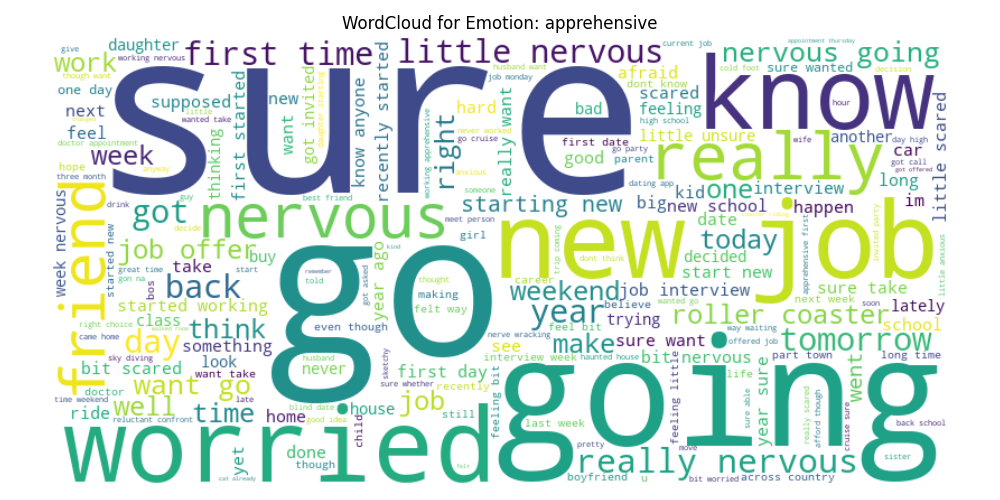 WordCloud for Emotion: apprehensive
sure
go
going
know
new job
worried
nervous
really
friend
first time
little nervous
nervous going
work
daughter
working nervous
give
though want
one day
supposed
next
feel
week
doctor appointment
hope
three month
drink
thinking
first started
new
want
got invited
daughter starting
know anyone
recently started
working apprehensive
right
hard
never worked
go cruise
really want
husband want
job monday
current job
appointment thursday
afraid
dont know
scared
feeling
bad
high school
cold foot
sure wanted
decision
hour
little unsure
another
day high
first date
go party
wife
good
parent
car
got call
got offered
long
im
little scared
little anxious
anxious
someone
best friend
guy
decide
wanted take
little
anyway
got
starting new
big
new school
kid
one
interview
happen
dating app
meet person
girl
date
today
decided
start new
trip coming
dont think
invited party
apprehensive first
job offer
buy
year ago
kind
got asked
week nervous
started new
great time
start
gon na
take
bos
back
remember
told
thought
felt way
making
weekend
job interview
career
year
believe
trying
roller coaster
sure take
next week
soon
lately
school
started working
class
right choice
came home
think
something
day
sky diving
bit scared
look
want take
want go
doctor
late
time weekend
ride
well
time
home
reluctant confront
blind date
good idea
house
husband
never
even though
sketchy
sure whether
first day
recently
job
still
nerve wracking
see
interview week
haunted house
feel bit
make
sure want
wanted go
offered job
way waiting
bit nervous
tomorrow
part town
long time
life
went
year sure
sure able
really scared
afford though
cruise sure
back school
sister
feeling bit
last week
feeling little
pretty
move
bit worried
really nervous
boyfriend
u
across country
yet
done
though
child
cat already
felt